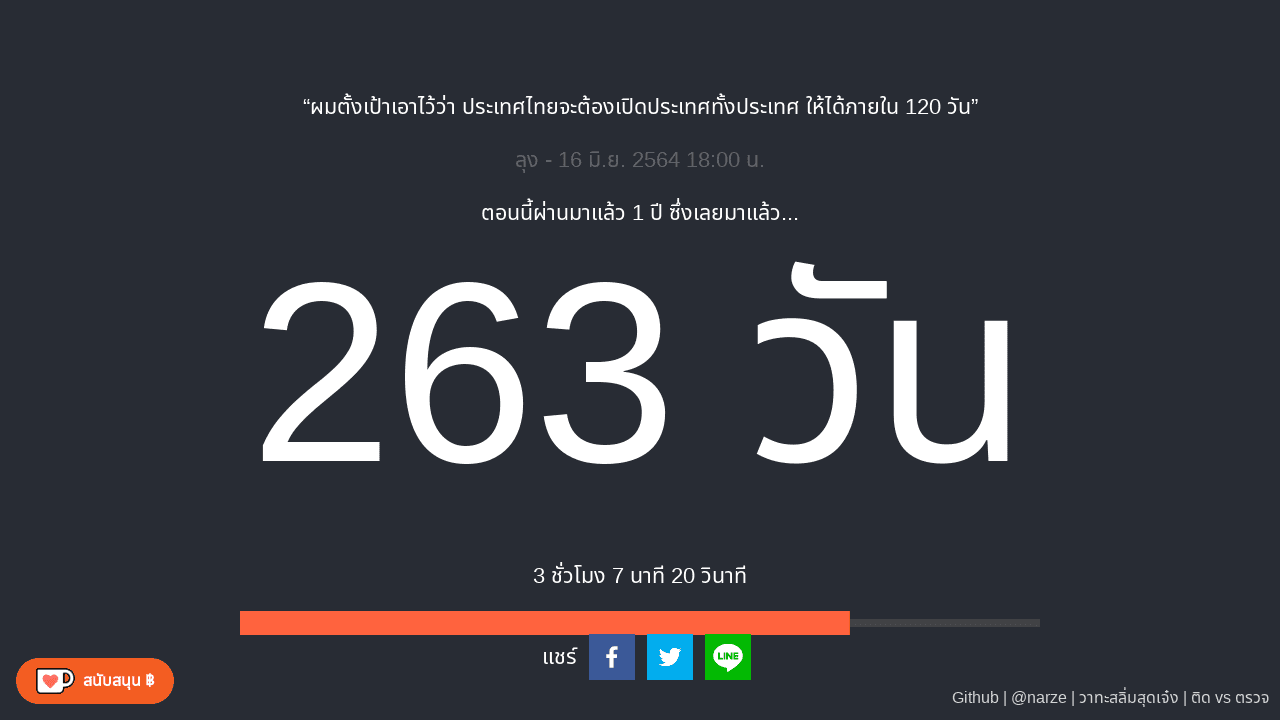 “ผมตั้งเป้าเอาไว้ว่า ประเทศไทยจะต้องเปิดประเทศทั้งประเทศ ให้ได้ภายใน 120 วัน”
ลุง - 16 มิ.ย. 2564 18:00 น.
ตอนนี้ผ่านมาแล้ว 1 ปี ซึ่งเลยมาแล้ว...
263 วัน
3 ชั่วโมง 7 นาที 20 วินาที
แชร์
LINE
สนับสนุน ฿
Github | @narze | วาทะสลิ่มสุดเจ๋ง | ติด vs ตรวจ